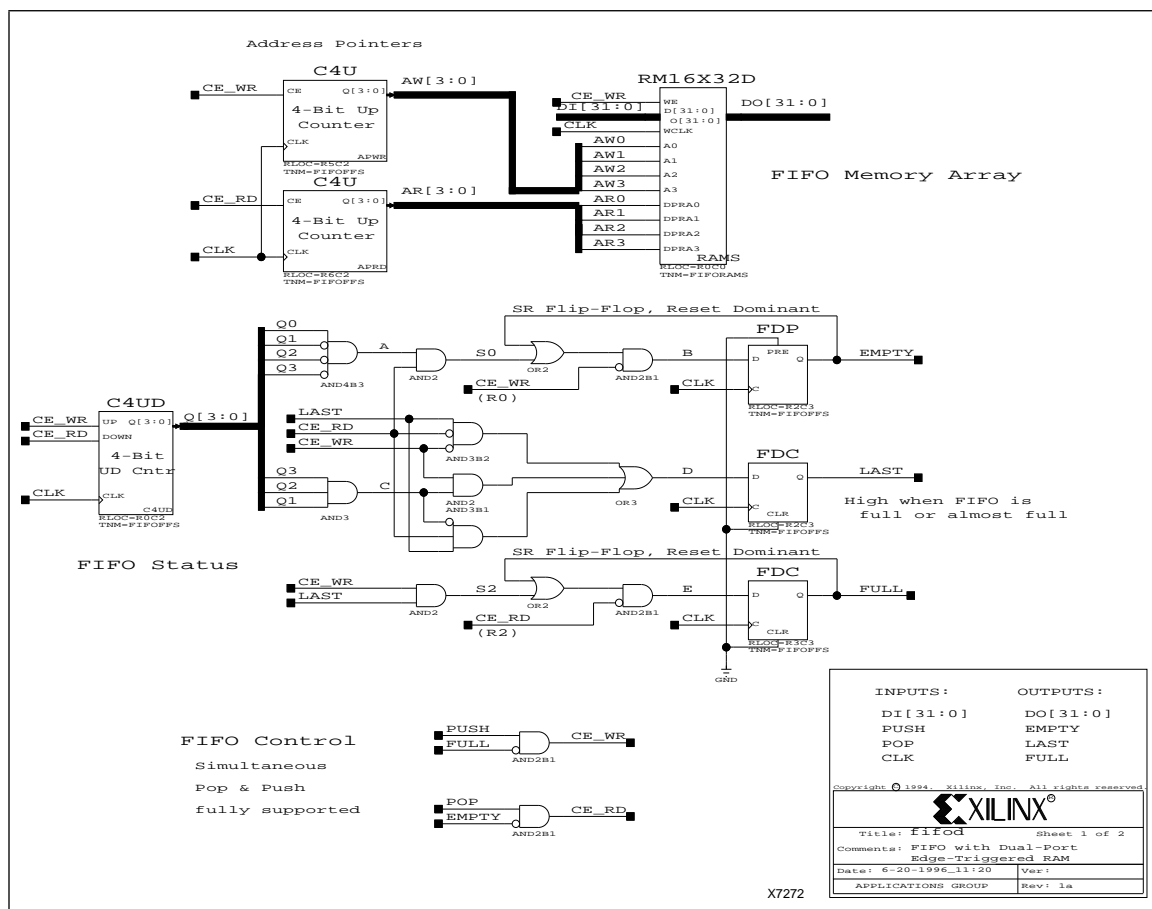 Address Pointers
C4U
CE_WR
CE
Q[3:0]
4-Bit Up
Counter
CLK
APWR
RLOC=R5C2
TNM=FIFOFFS
AW[3:0]
C4U
CE_RD
CE
Q[3:0]
4-Bit Up
Counter
CLK
CLK
APRD
RLOC=R6C2
TNM=FIFOFFS
AR[3:0]
RM16X32D
CE_WR
WE
DI[31:0]
D[31:0]
O[31:0]
DO[31:0]
CLK
WCLK
AW0
A0
AW1
A1
AW2
A2
AW3
A3
AR0
DPRA0
AR1
DPRA1
AR2
DPRA2
AR3
DPRA3
RAMS
RLOC=R0C0
TNM=FIFORAMS
FIFO Memory Array
C4UD
CE_WR
UP
Q[3:0]
CE_RD
DOWN
4-Bit
UD Cntr
CLK
CLK
C4UD
RLOC=R0C2
TNM=FIFOFFS
Q[3:0]
FIFO Status
Q0
Q1
Q2
Q3
AND4B3
A
AND2
S0
SR Flip-Flop, Reset Dominant
OR2
CE_WR
(R0)
AND2B1
B
CLK
FDP
PRE
D
Q
C
RLOC=R2C3
TNM=FIFOFFS
EMPTY
LAST
CE_RD
CE_WR
AND3B2
Q3
Q2
Q1
AND3
C
AND2
AND3B1
OR3
D
CLK
FDC
D
Q
C
CLR
RLOC=R2C3
TNM=FIFOFFS
LAST
High when FIFO is
full or almost full
CE_WR
LAST
AND2
S2
SR Flip-Flop, Reset Dominant
OR2
CE_RD
(R2)
AND2B1
E
CLK
FDC
D
Q
C
CLR
RLOC=R3C3
TNM=FIFOFFS
FULL
GND
FIFO Control
Simultaneous
Pop & Push
fully supported
PUSH
FULL
AND2B1
CE_WR
POP
EMPTY
AND2B1
CE_RD
INPUTS: OUTPUTS:
DI[31:0] DO[31:0]
PUSH EMPTY
POP LAST
CLK FULL
Copyright © 1994. Xilinx, Inc. All rights reserved.
XILINX®
Title: fifod Sheet 1 of 2
Comments: FIFO with Dual-Port
Edge-Triggered RAM
Date: 6-20-1996_11:20 Ver:
APPLICATIONS GROUP Rev: 1a
X7272